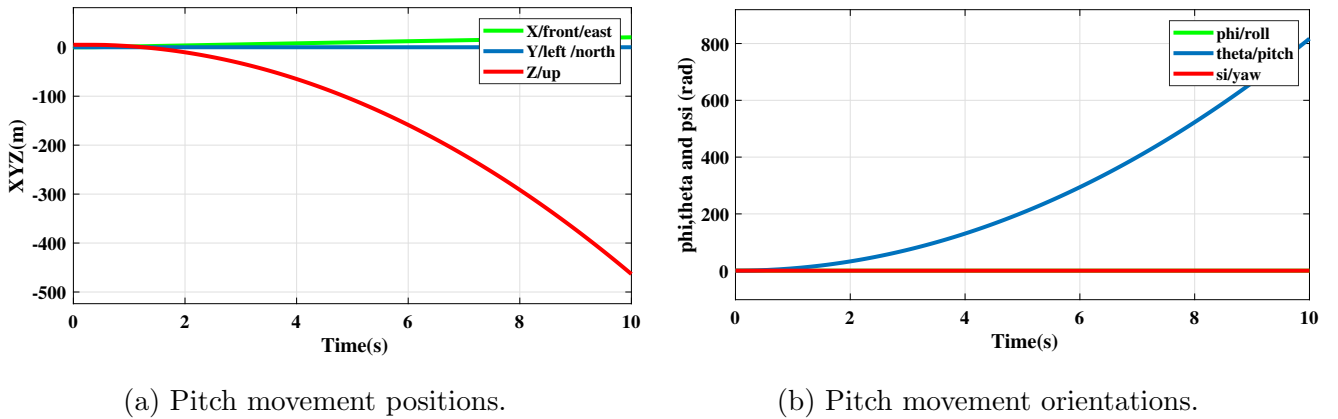 0
-100
-200
-300
-400
-500
XYZ(m)
0 2 4 6 8 10
Time(s)
X/front/east
Y/left /north
Z/up
(a) Pitch movement positions.
800
600
400
200
0
phi,theta and psi (rad)
0 2 4 6 8 10
Time(s)
phi/roll
theta/pitch
si/yaw
(b) Pitch movement orientations.